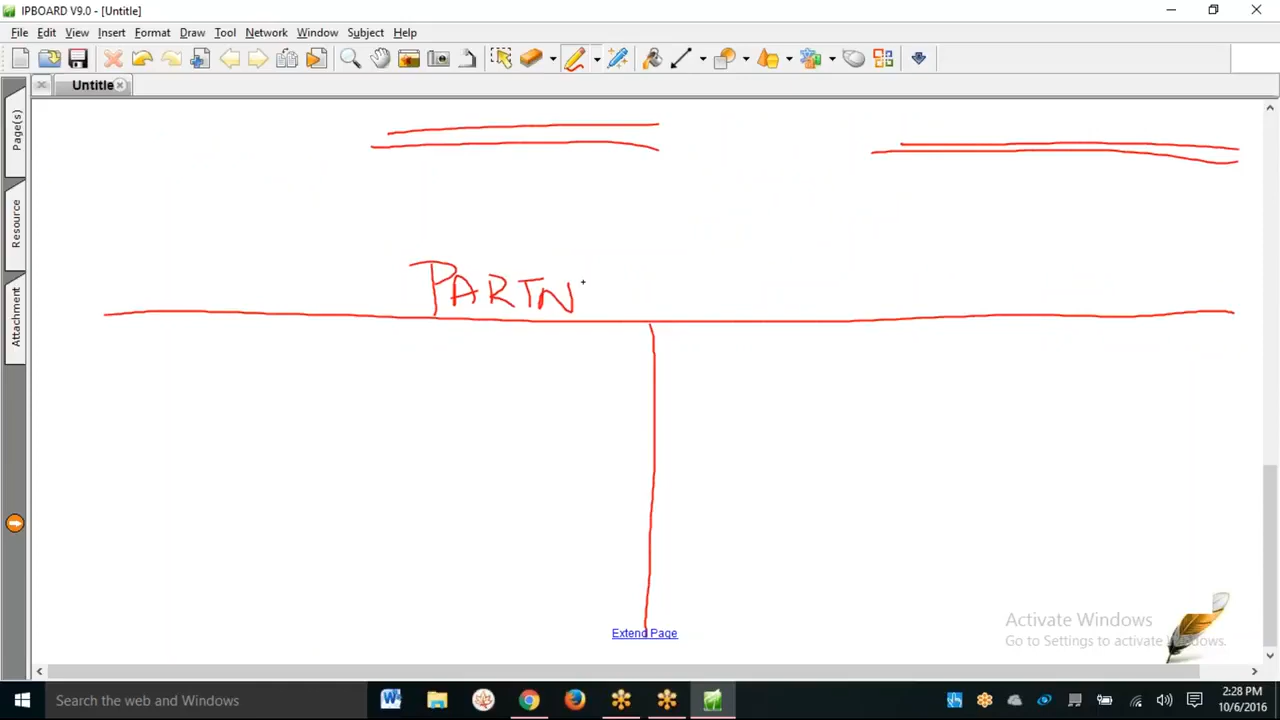 IPBOARD V9.0 - [Untitle]
File Edit View Insert Format Draw Tool Network Window Subject Help
Untitle
Page(s)
Resource
Attachment
PARTN
Extend Page
Activate Windows
Go to Settings to activate Windows.
Search the web and Windows
2:28 PM
10/6/2016